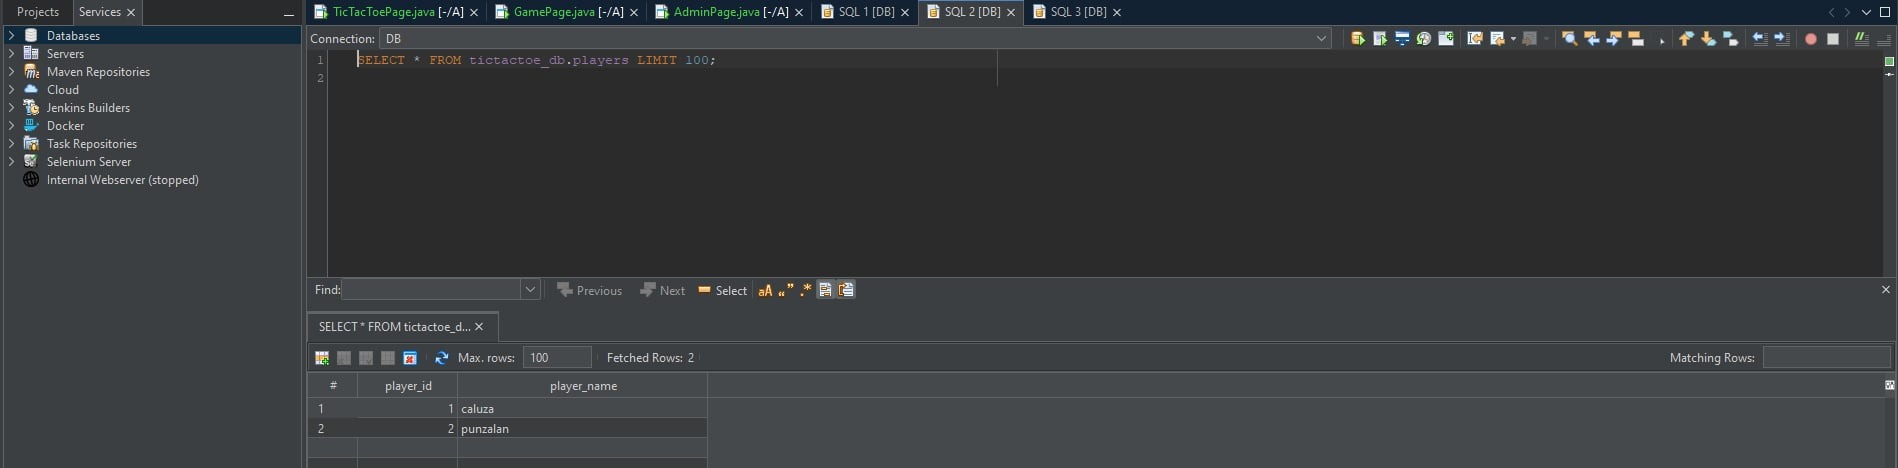 Projects Services
Databases
Servers
Maven Repositories
Cloud
Jenkins Builders
Docker
Task Repositories
Selenium Server
Internal Webserver (stopped)
TicTacToePage.java [-/A] GamePage.java [-/A] AdminPage.java [-/A] SQL 1 [DB] SQL 2 [DB] SQL 3 [DB]
Connection: DB
1 SELECT * FROM tictactoe_db.players LIMIT 100;
2
Find: Previous Next Select aA “” .*
SELECT * FROM tictactoe_d...
Max. rows: 100 Fetched Rows: 2 Matching Rows:
# player_id player_name
1 1 caluza
2 2 punzalan